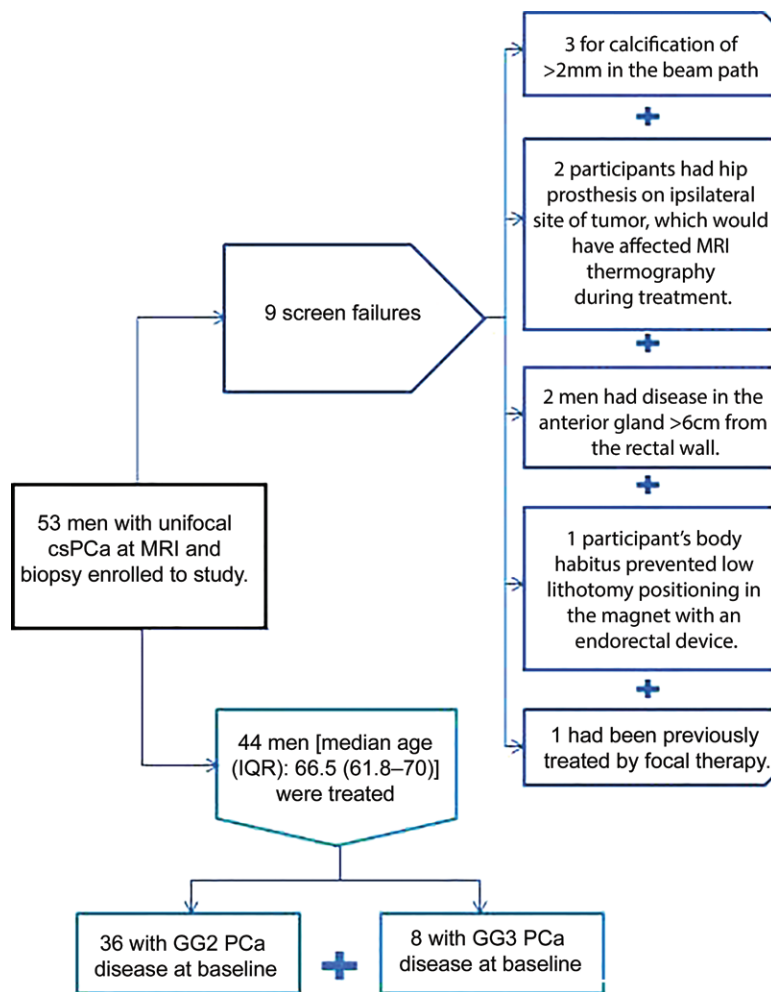 3 for calcification of
>2mm in the beam path
2 participants had hip
prosthesis on ipsilateral
site of tumor, which would
have affected MRI
thermography
during treatment.
9 screen failures
2 men had disease in the
anterior gland >6cm from
the rectal wall.
53 men with unifocal
csPCa at MRI and
biopsy enrolled to study.
1 participant’s body
habitus prevented low
lithotomy positioning in
the magnet with an
endorectal device.
1 had been previously
treated by focal therapy.
44 men [median age
(IQR): 66.5 (61.8–70)]
were treated
36 with GG2 PCa
disease at baseline
8 with GG3 PCa
disease at baseline